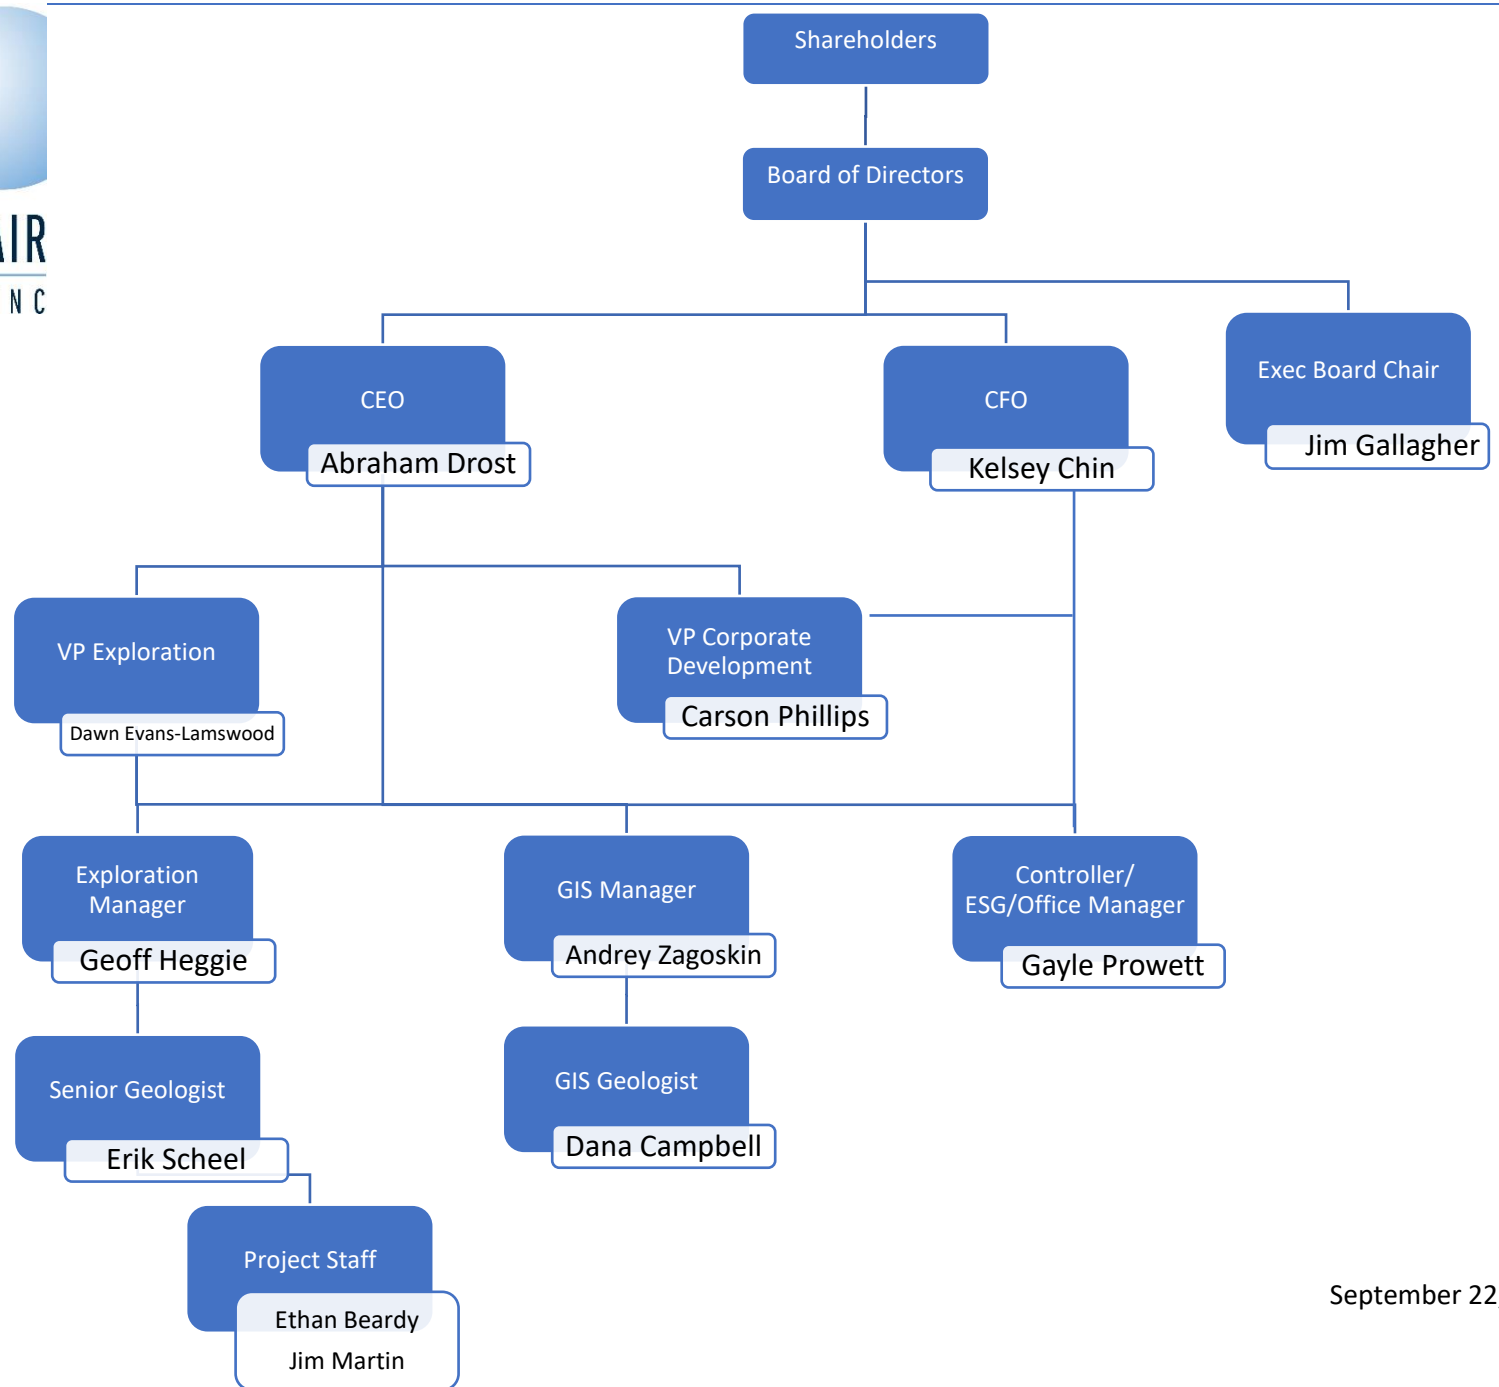 Shareholders
Board of Directors
AIR
NC
Exec Board Chair
Jim Gallagher
CEO
Abraham Drost
CFO
Kelsey Chin
VP Exploration
Dawn Evans-Lamswood
VP Corporate
Development
Carson Phillips
Exploration
Manager
Geoff Heggie
GIS Manager
Andrey Zagoskin
Controller/
ESG/Office Manager
Gayle Prowett
Senior Geologist
Erik Scheel
GIS Geologist
Dana Campbell
Project Staff
Ethan Beardy
Jim Martin
September 22,